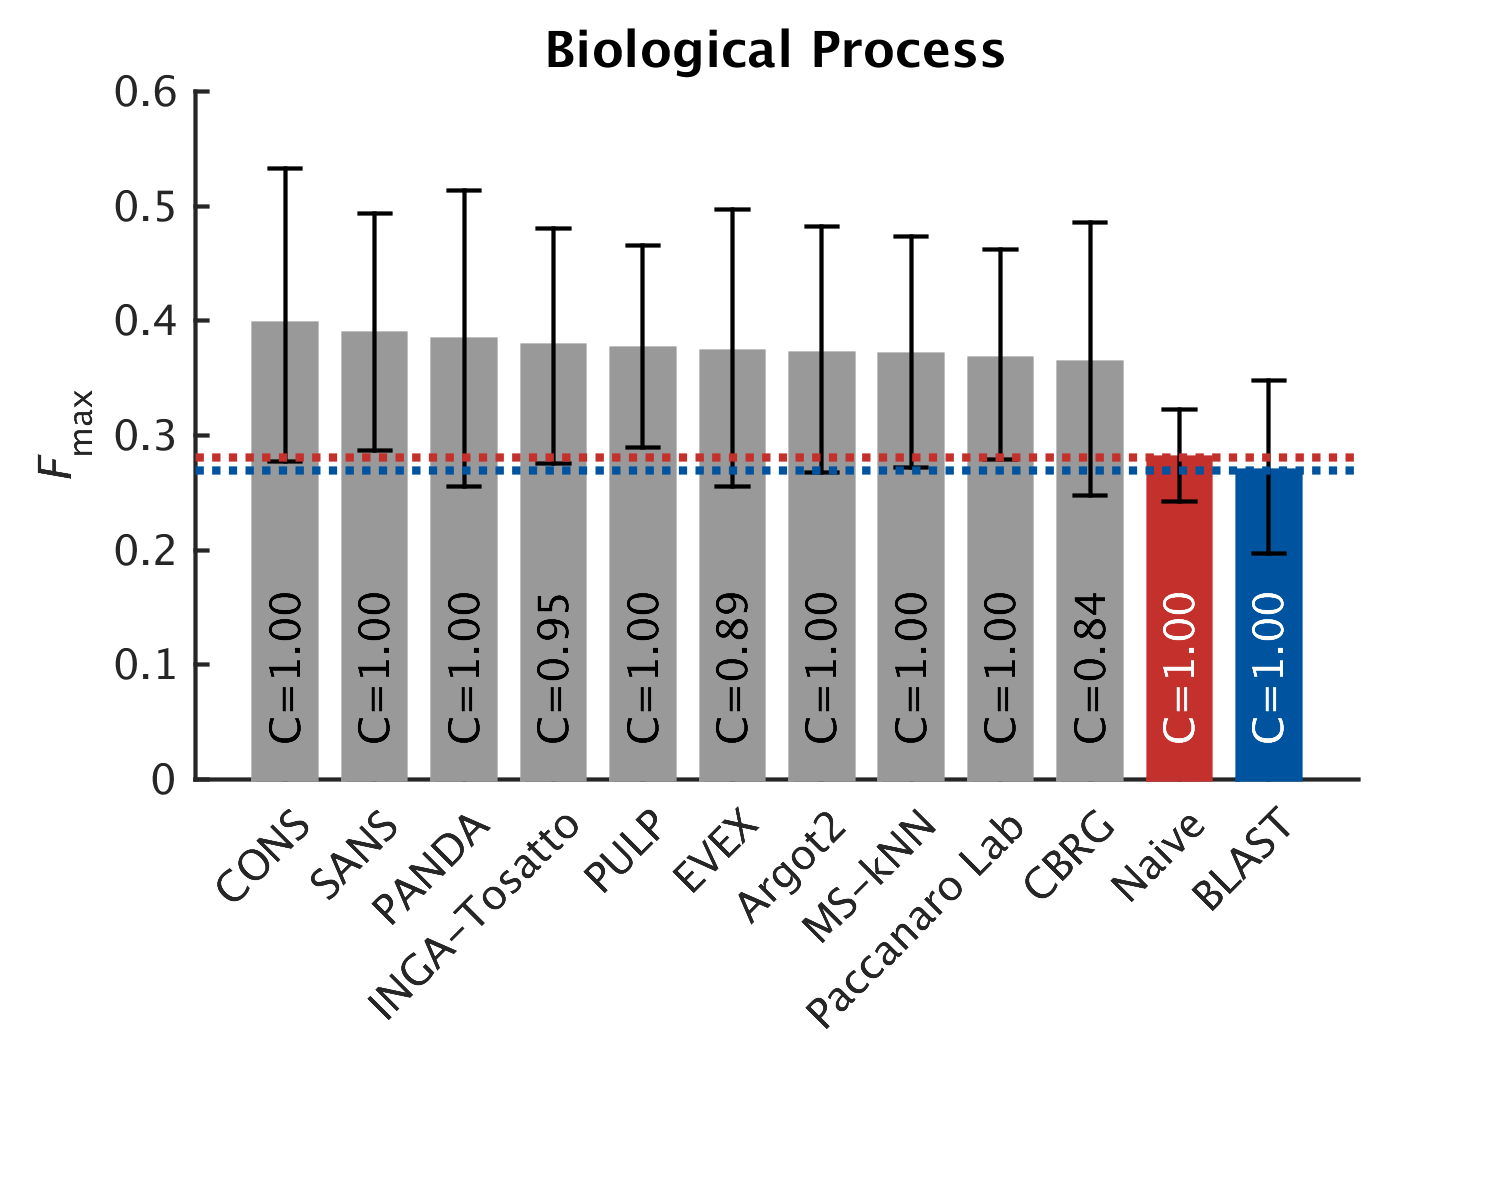 Biological Process
0.6
0.5
0.4
0.3
0.2
0.1
0
Fmax
C=1.00
C=1.00
C=1.00
C=0.95
C=1.00
C=0.89
C=1.00
C=1.00
C=1.00
C=0.84
C=1.00
C=1.00
CONS
SANS
PANDA
INGA-Tosatto
PULP
EVEX
Argot2
MS-kNN
Paccanaro Lab
CBRG
Naive
BLAST